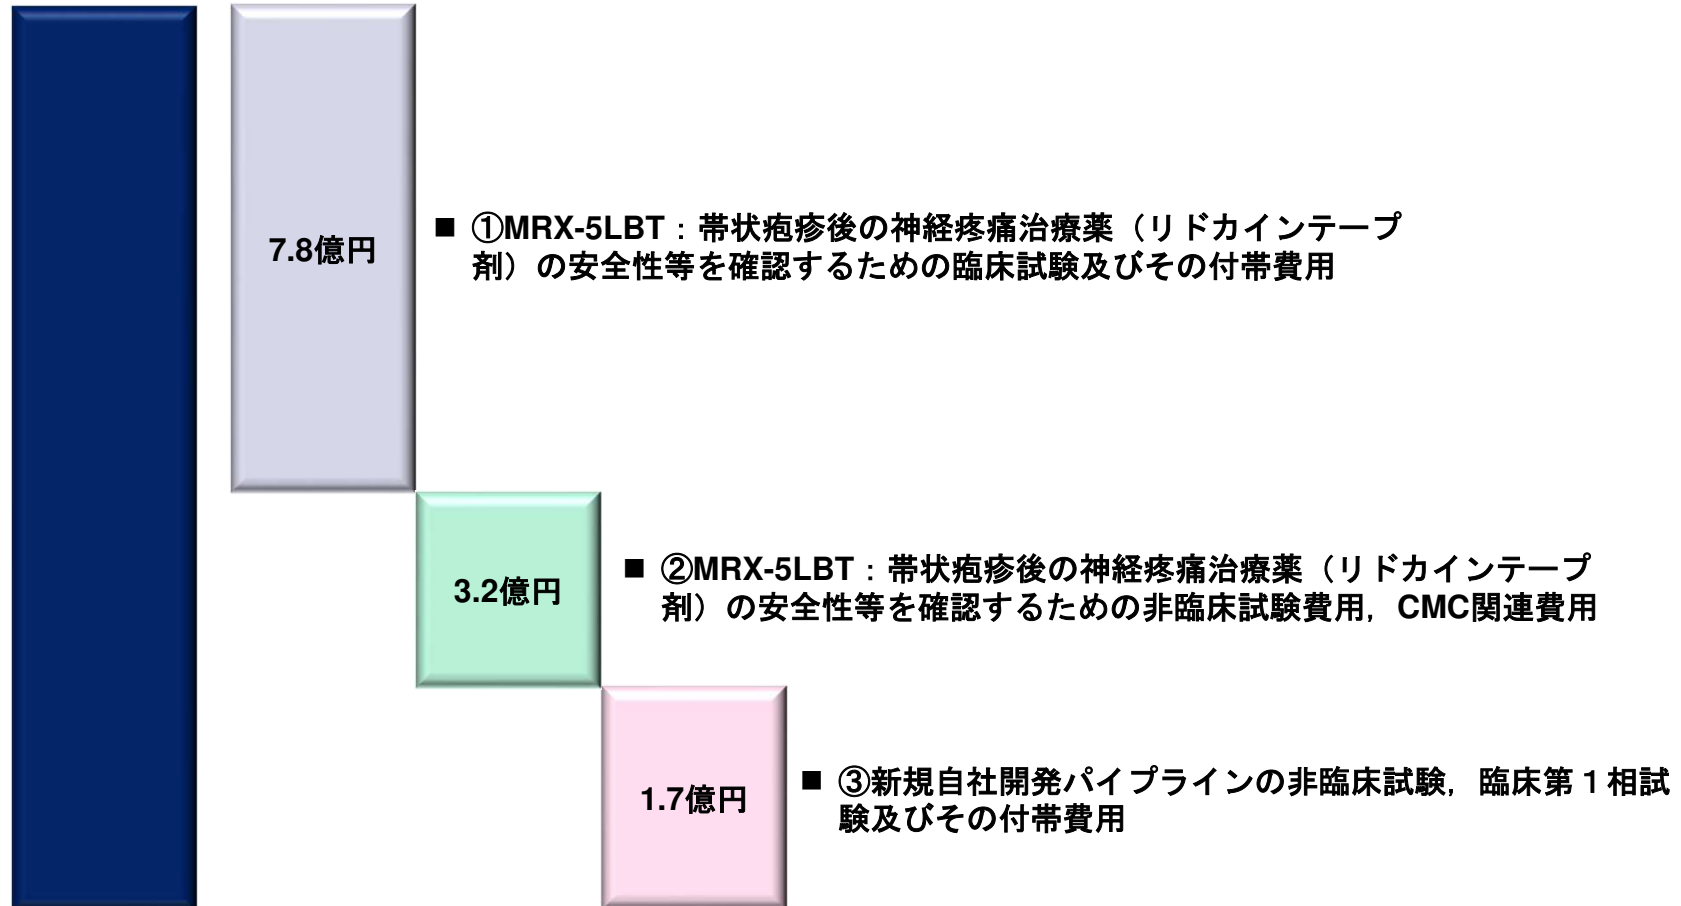 7.8億円
■ ①MRX-5LBT：帯状疱疹後の神経疼痛治療薬（リドカインテープ
剤）の安全性等を確認するための臨床試験及びその付帯費用
3.2億円
■ ②MRX-5LBT：帯状疱疹後の神経疼痛治療薬（リドカインテープ
剤）の安全性等を確認するための非臨床試験費用，CMC関連費用
1.7億円
■ ③新規自社開発パイプラインの非臨床試験，臨床第１相試
験及びその付帯費用